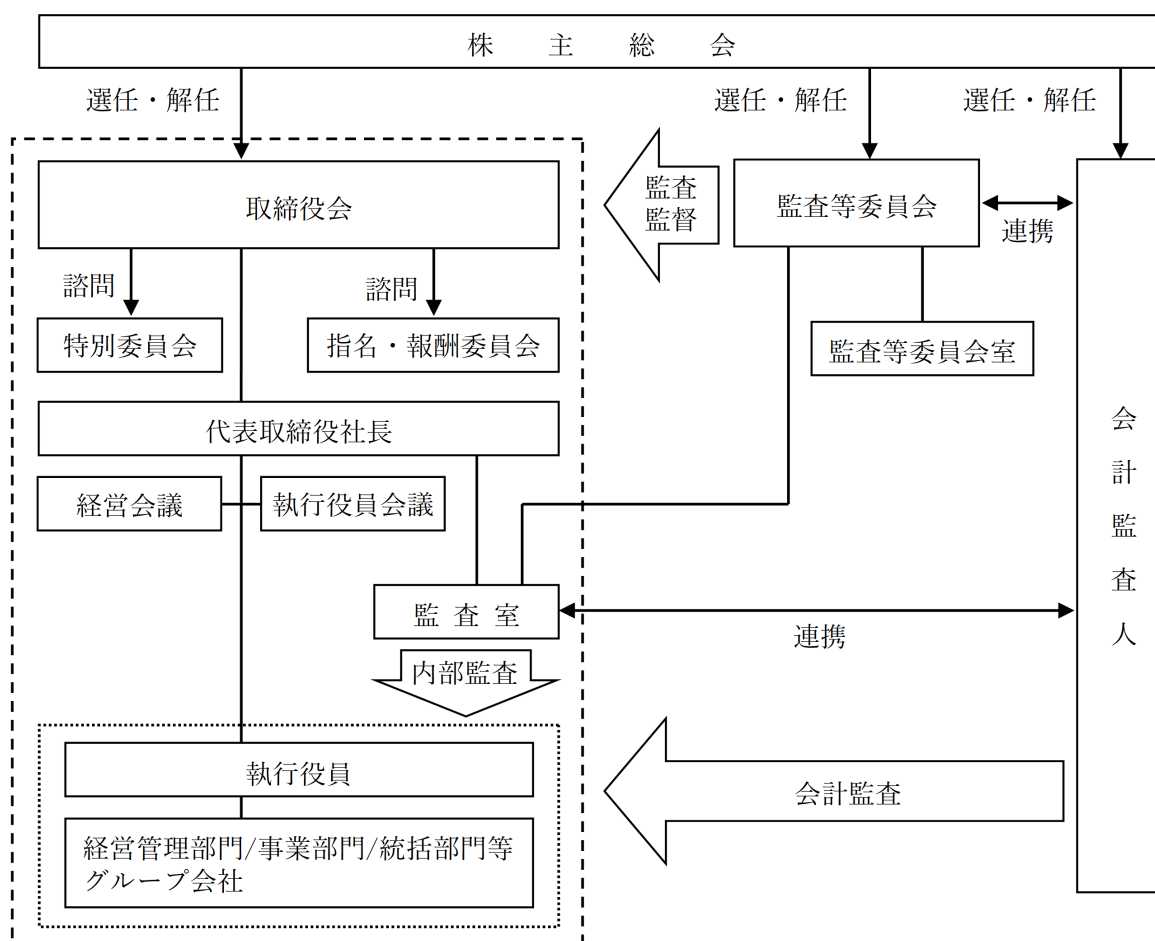 株主総会
選任・解任
選任・解任
選任・解任
取締役会
監査
監督
監査等委員会
連携
諮問
諮問
特別委員会
指名・報酬委員会
監査等委員会室
代表取締役社長
経営会議
執行役員会議
会計監査人
監査室
連携
内部監査
執行役員
会計監査
経営管理部門/事業部門/統括部門等
グループ会社